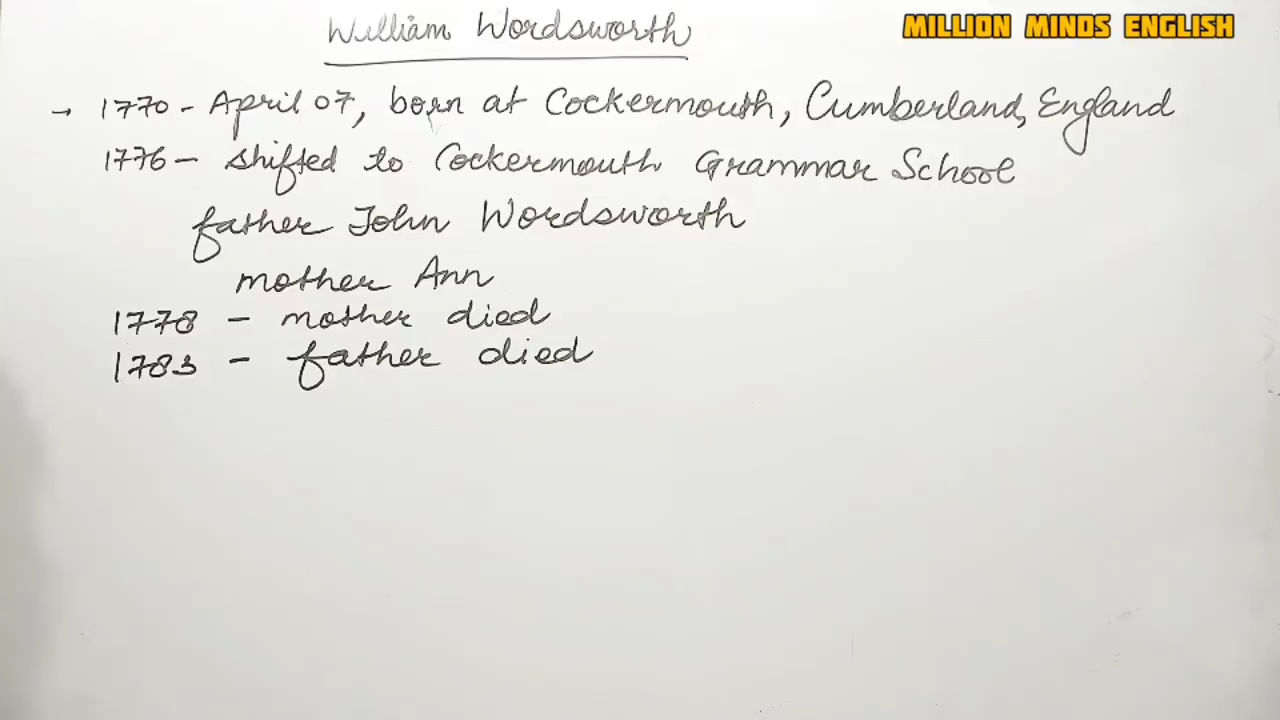 William Wordsworth
MILLION MINDS ENGLISH
→ 1770 - April 07, born at Cockermouth, Cumberland, England
1776 - shifted to Cockermouth Grammar School
father John Wordsworth
mother Ann
1778 - mother died
1783 - father died